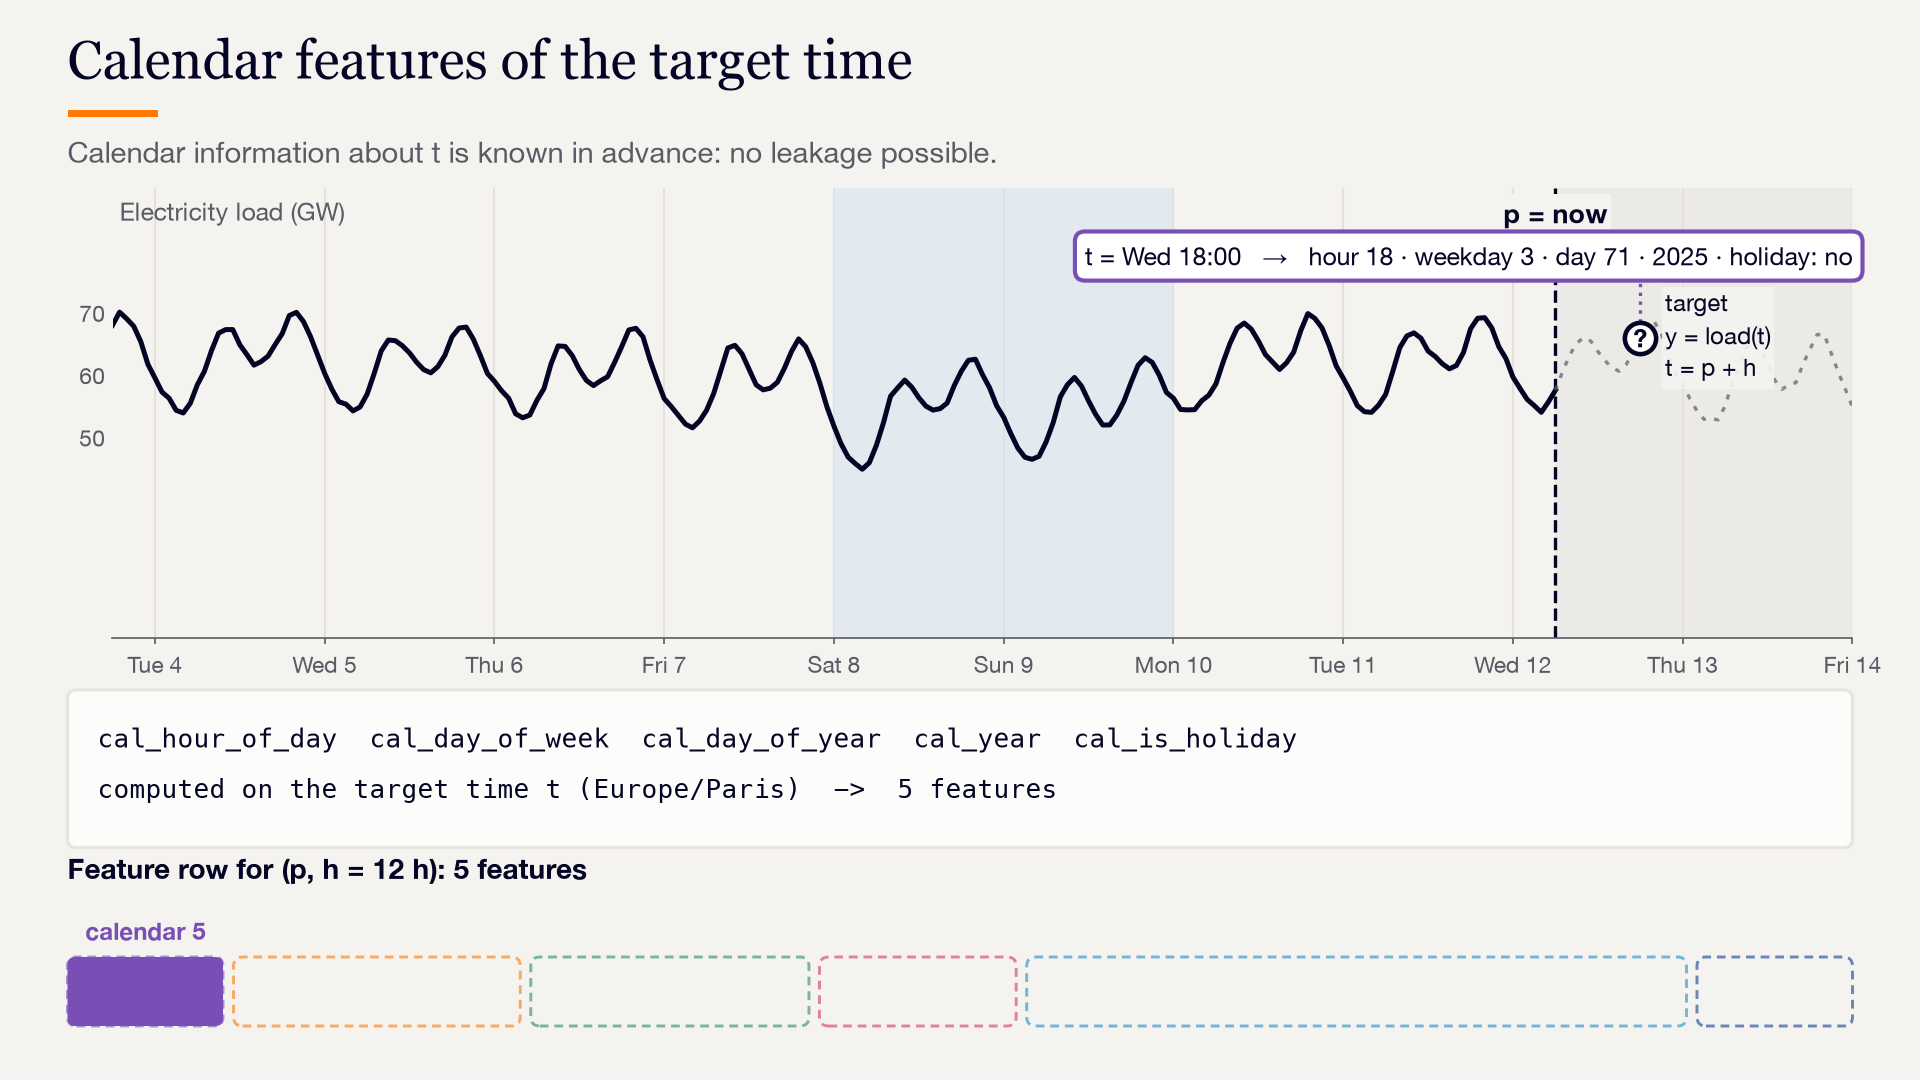 Calendar features of the target time
Calendar information about t is known in advance: no leakage possible.
Electricity load (GW)
p = now
t = Wed 18:00 → hour 18 · weekday 3 · day 71 · 2025 · holiday: no
target
? y = load(t)
t = p + h
70
60
50
Tue 4 Wed 5 Thu 6 Fri 7 Sat 8 Sun 9 Mon 10 Tue 11 Wed 12 Thu 13 Fri 14
cal_hour_of_day cal_day_of_week cal_day_of_year cal_year cal_is_holiday
computed on the target time t (Europe/Paris) —> 5 features
Feature row for (p, h = 12 h): 5 features
calendar 5